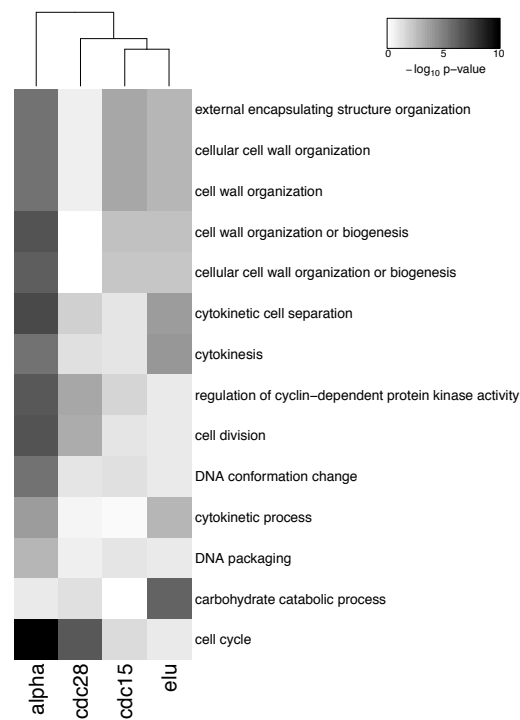 0 5 10
−log10 p−value
external encapsulating structure organization
cellular cell wall organization
cell wall organization
cell wall organization or biogenesis
cellular cell wall organization or biogenesis
cytokinetic cell separation
cytokinesis
regulation of cyclin−dependent protein kinase activity
cell division
DNA conformation change
cytokinetic process
DNA packaging
carbohydrate catabolic process
cell cycle
alpha cdc28 cdc15 elu